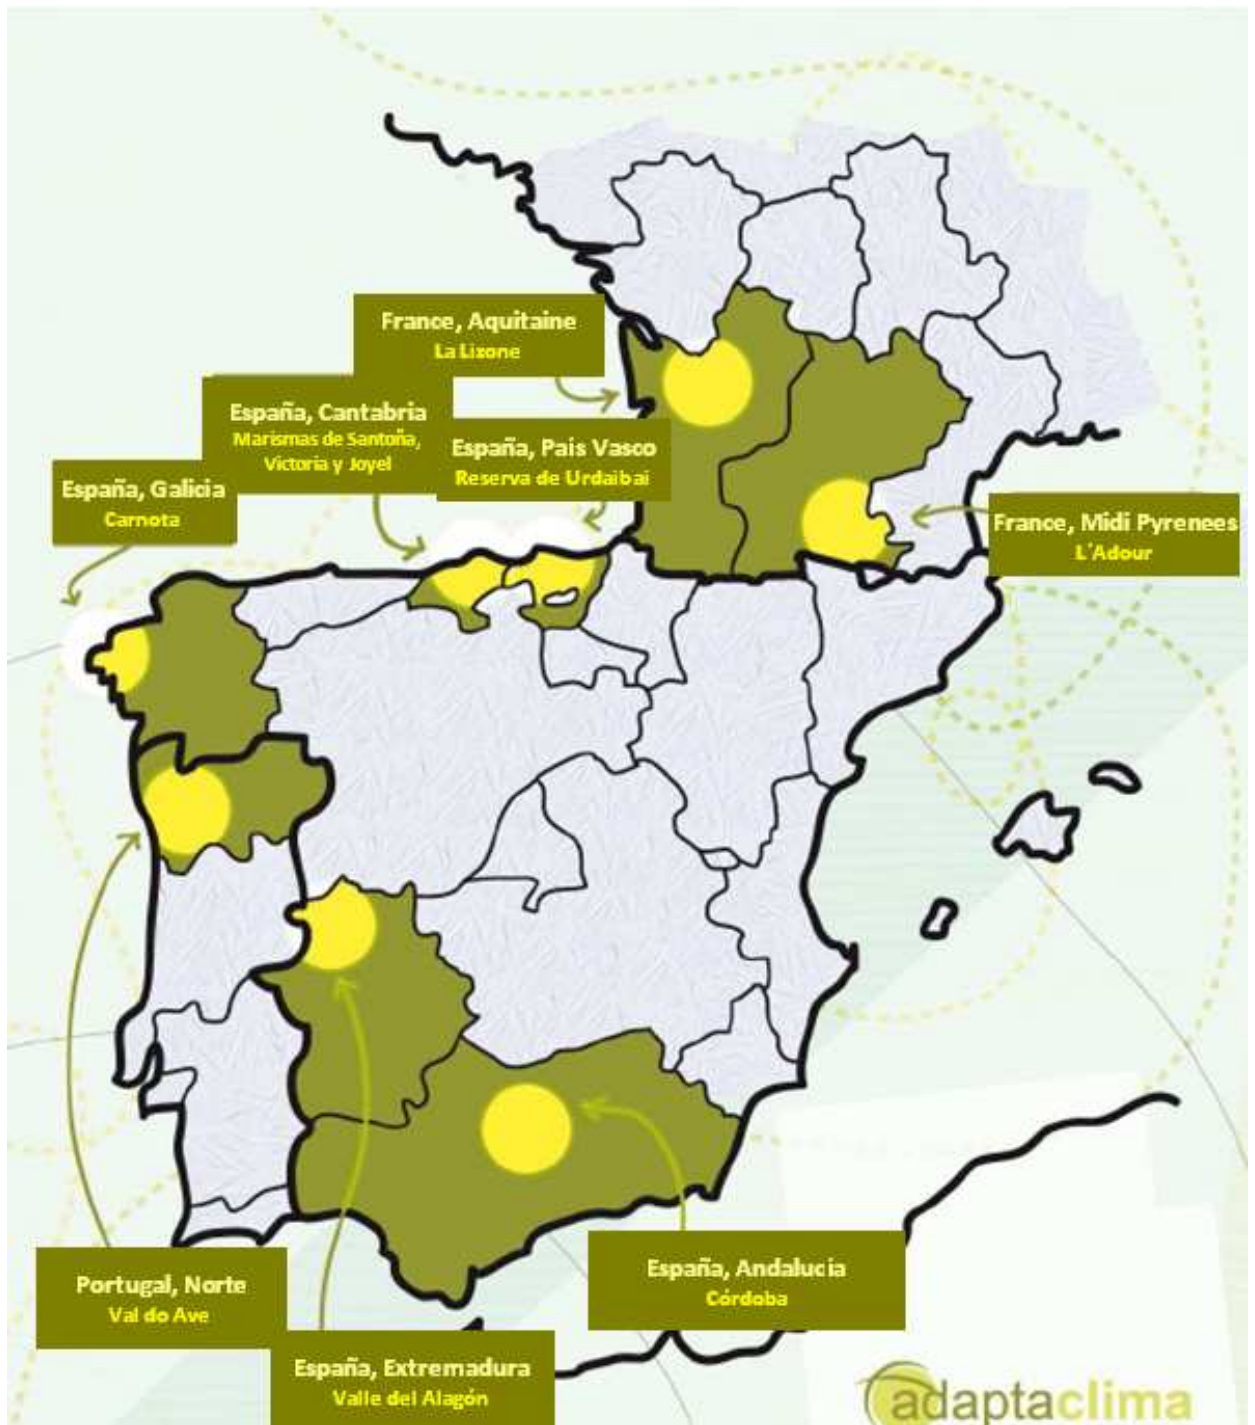 France, Aquitaine
La Lizone
España, Cantabria
Marismas de Santoña,
Victoria y Joyel
España, Pais Vasco
Reserva de Urdaibai
España, Galicia
Carnota
France, Midi Pyrenees
L'Adour
Portugal, Norte
Val do Ave
España, Andalucia
Córdoba
España, Extremadura
Valle del Alagón
adaptaclima